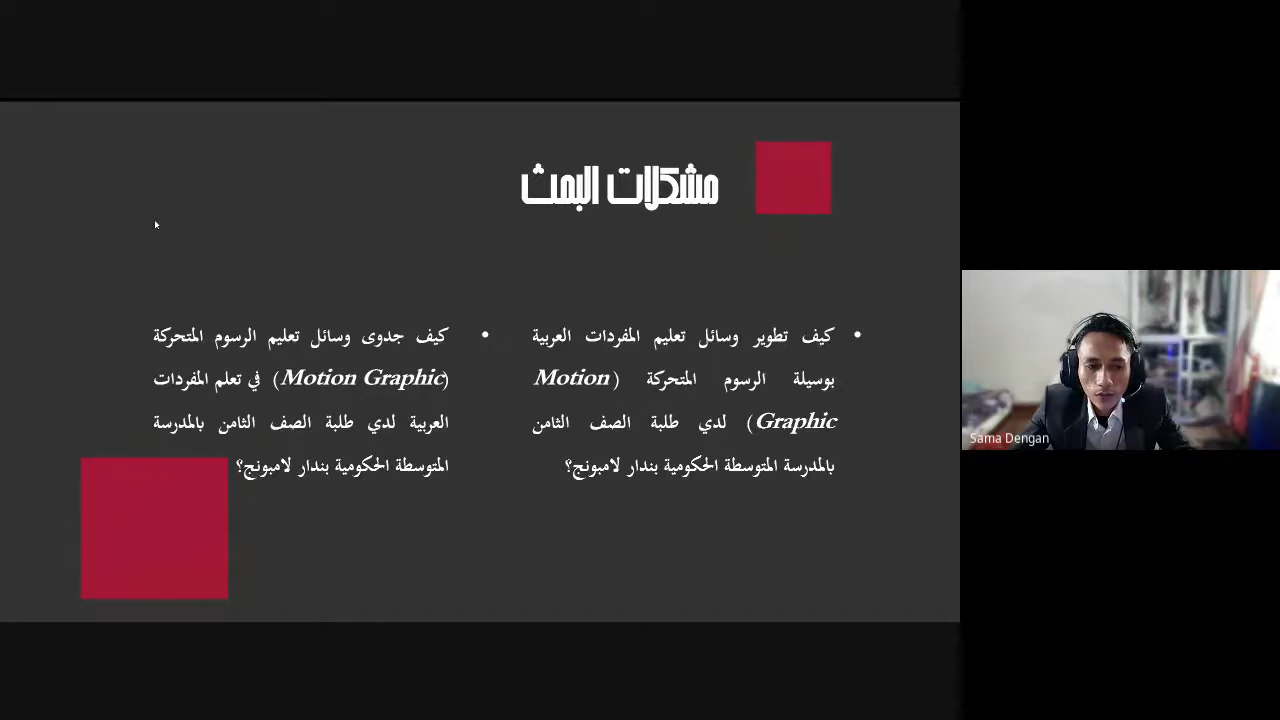 مشكلات البحث
كيف تطوير وسائل تعليم المفردات العربية
بوسيلة الرسوم المتحركة (Motion
Graphic) لدي طلبة الصف الثامن
بالمدرسة المتوسطة الحكومية بندار لامبونج؟
كيف جدوى وسائل تعليم الرسوم المتحركة
(Motion Graphic) في تعلم المفردات
العربية لدي طلبة الصف الثامن بالمدرسة
المتوسطة الحكومية بندار لامبونج؟
Sama Dengan